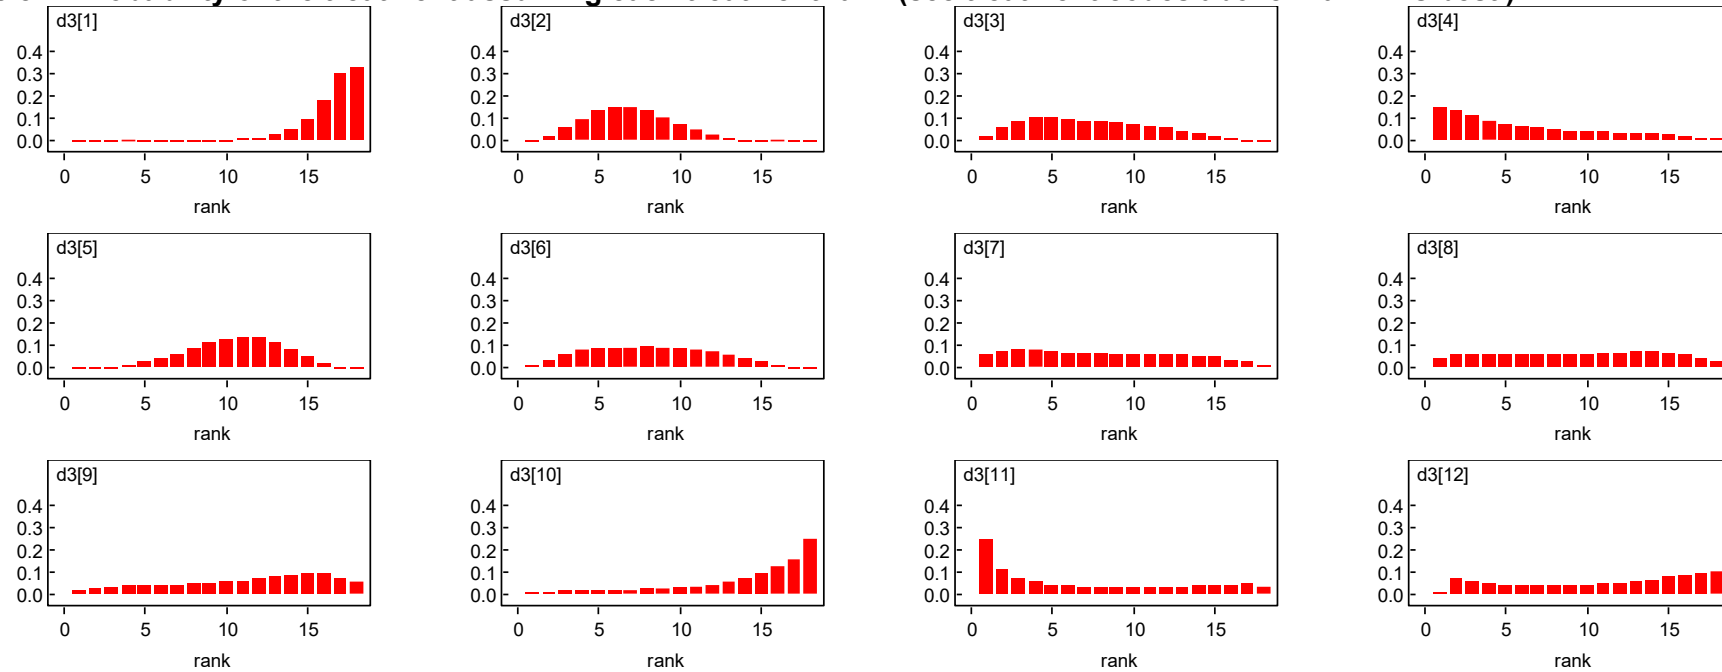 d3[1] d3[2] d3[3] d3[4]
0.4 0.4 0.4 0.4
0.3 0.3 0.3 0.3
0.2 0.2 0.2 0.2
0.1 0.1 0.1 0.1
0.0 0.0 0.0 0.0
0 5 10 15 0 5 10 15 0 5 10 15 0 5 10 15
rank rank rank rank
d3[5] d3[6] d3[7] d3[8]
0.4 0.4 0.4 0.4
0.3 0.3 0.3 0.3
0.2 0.2 0.2 0.2
0.1 0.1 0.1 0.1
0.0 0.0 0.0 0.0
0 5 10 15 0 5 10 15 0 5 10 15 0 5 10 15
rank rank rank rank
d3[9] d3[10] d3[11] d3[12]
0.4 0.4 0.4 0.4
0.3 0.3 0.3 0.3
0.2 0.2 0.2 0.2
0.1 0.1 0.1 0.1
0.0 0.0 0.0 0.0
0 5 10 15 0 5 10 15 0 5 10 15 0 5 10 15
rank rank rank rank